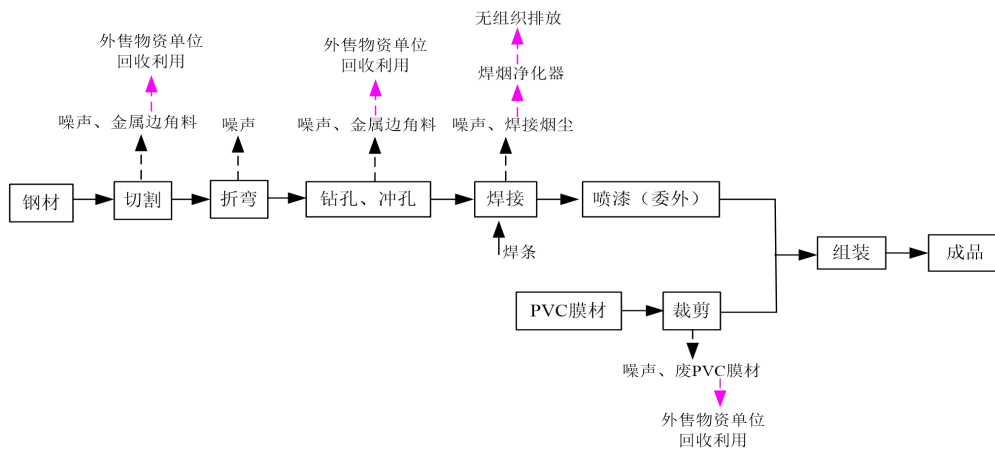 无组织排放
外售物资单位
回收利用
外售物资单位
回收利用
焊烟净化器
噪声、金属边角料
噪声
噪声、金属边角料
噪声、焊接烟尘
钢材
切割
折弯
钻孔、冲孔
焊接
喷漆（委外）
焊条
组装
成品
PVC膜材
裁剪
噪声、废PVC膜材
外售物资单位
回收利用